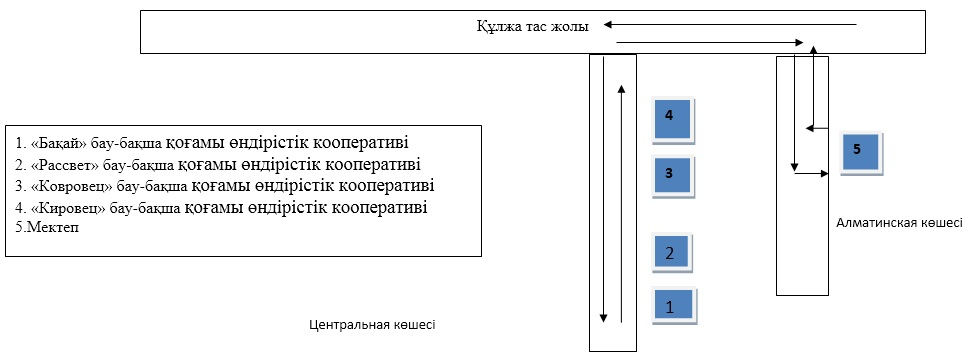 Құлжа тас жолы
4
1. «Бақай» бау-бақша қоғамы өндірістік кооперативі
2. «Рассвет» бау-бақша қоғамы өндірістік кооперативі
3. «Ковровец» бау-бақша қоғамы өндірістік кооперативі
4. «Кировец» бау-бақша қоғамы өндірістік кооперативі
5.Мектеп
5
3
Алматинская көшесі
2
1
Центральная көшесі